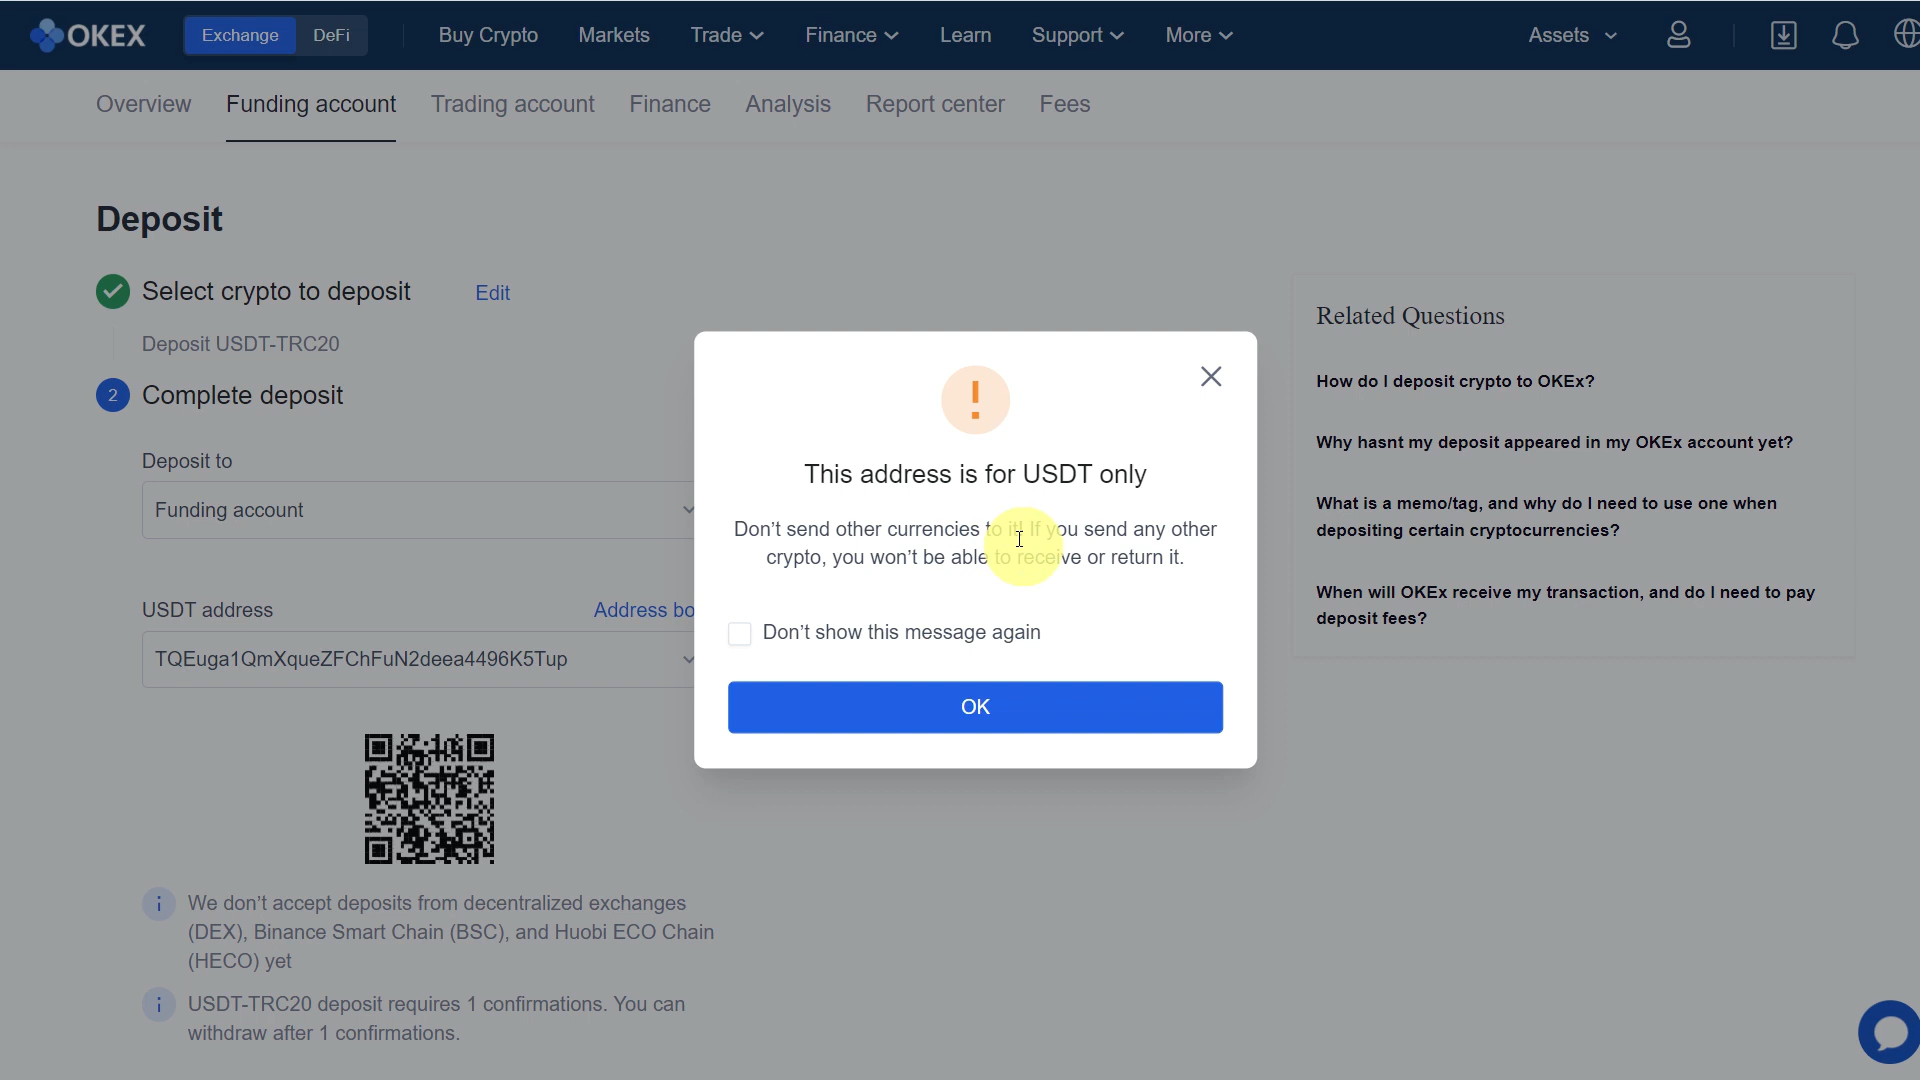 OKEX
Exchange
DeFi
Buy Crypto
Markets
Trade
Finance
Learn
Support
More
Assets
Overview
Funding account
Trading account
Finance
Analysis
Report center
Fees
Deposit
Select crypto to deposit
Edit
Deposit USDT-TRC20
2
Complete deposit
Deposit to
Funding account
USDT address
Address bo
TQEuga1QmXqueZFChFuN2deea4496K5Tup
We don't accept deposits from decentralized exchanges
(DEX), Binance Smart Chain (BSC), and Huobi ECO Chain
(HECO) yet
USDT-TRC20 deposit requires 1 confirmations. You can
withdraw after 1 confirmations.
This address is for USDT only
Don't send other currencies to it! If you send any other
crypto, you won't be able to receive or return it.
Don't show this message again
OK
Related Questions
How do I deposit crypto to OKEx?
Why hasnt my deposit appeared in my OKEx account yet?
What is a memo/tag, and why do I need to use one when
depositing certain cryptocurrencies?
When will OKEx receive my transaction, and do I need to pay
deposit fees?